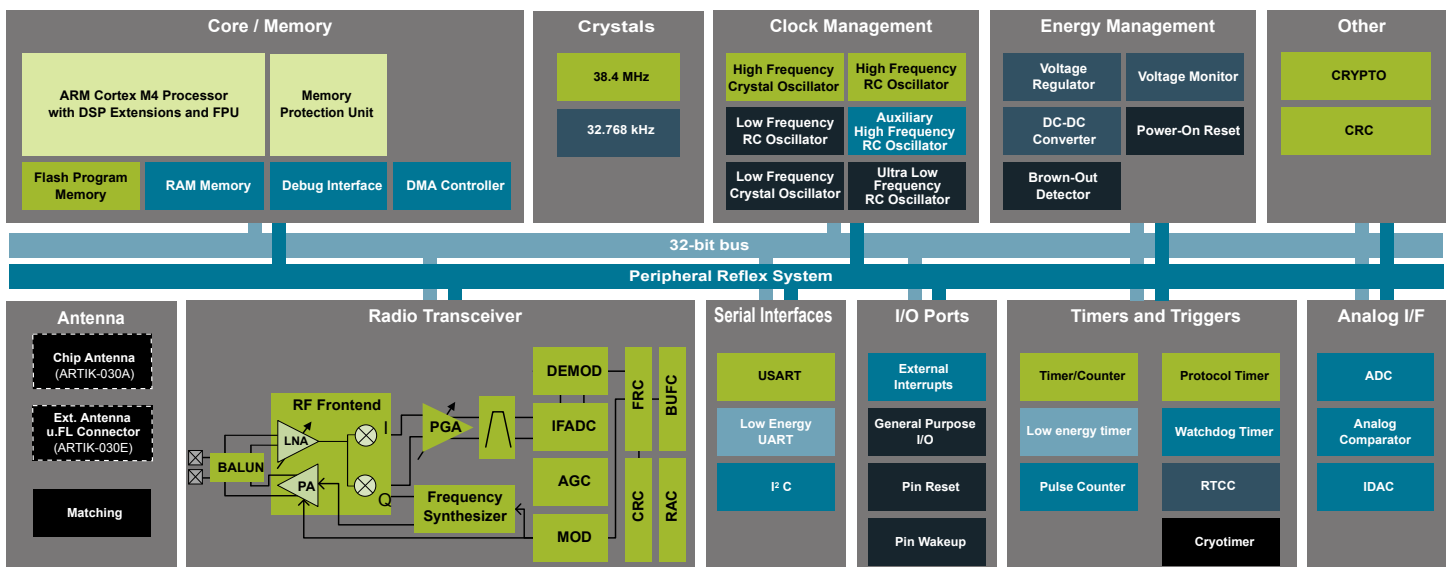 Core / Memory
ARM Cortex M4 Processor
with DSP Extensions and FPU
Memory
Protection Unit
Flash Program
Memory
RAM Memory
Debug Interface
DMA Controller
Crystals
38.4 MHz
32.768 kHz
Clock Management
High Frequency
Crystal Oscillator
High Frequency
RC Oscillator
Low Frequency
RC Oscillator
Auxiliary
High Frequency
RC Oscillator
Low Frequency
Crystal Oscillator
Ultra Low
Frequency
RC Oscillator
Energy Management
Voltage
Regulator
Voltage Monitor
DC-DC
Converter
Power-On Reset
Brown-Out
Detector
Other
CRYPTO
CRC
32-bit bus
Peripheral Reflex System
Antenna
Chip Antenna
(ARTIK-030A)
Ext. Antenna
u.FL Connector
(ARTIK-030E)
Matching
Radio Transceiver
RF Frontend
LNA
BALUN
PA
I
Q
PGA
Frequency
Synthesizer
DEMOD
IFADC
AGC
MOD
FRC
BUFC
CRC
RAC
Serial Interfaces
USART
Low Energy
UART
I² C
I/O Ports
External
Interrupts
General Purpose
I/O
Pin Reset
Pin Wakeup
Timers and Triggers
Timer/Counter
Protocol Timer
Low energy timer
Watchdog Timer
Pulse Counter
RTCC
Cryotimer
Analog I/F
ADC
Analog
Comparator
IDAC